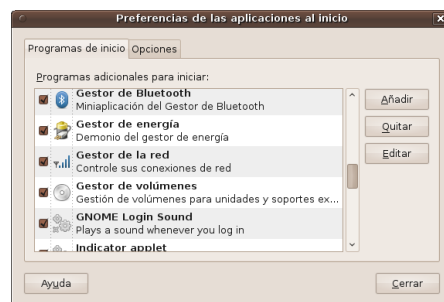 Preferencias de las aplicaciones al inicio
Programas de inicio Opciones
Programas adicionales para iniciar:
Gestor de Bluetooth
Miniaplicación del Gestor de Bluetooth
Gestor de energía
Demonio del gestor de energía
Gestor de la red
Controle sus conexiones de red
Gestor de volúmenes
Gestión de volúmenes para unidades y soportes ex...
GNOME Login Sound
Plays a sound whenever you log in
Indicator applet
Añadir
Quitar
Editar
Ayuda
Cerrar